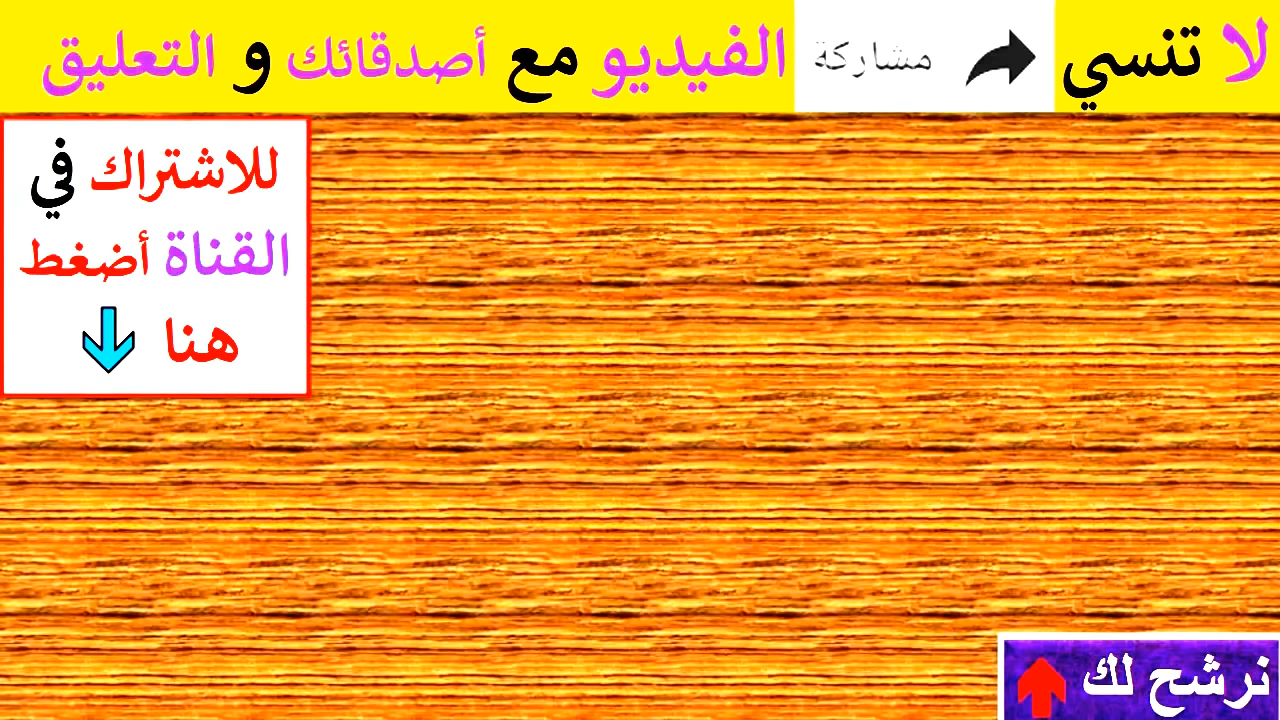 لا تنسي مشاركة الفيديو مع أصدقائك و التعليق
للاشتراك في
القناة أضغط
هنا
نرشح لك